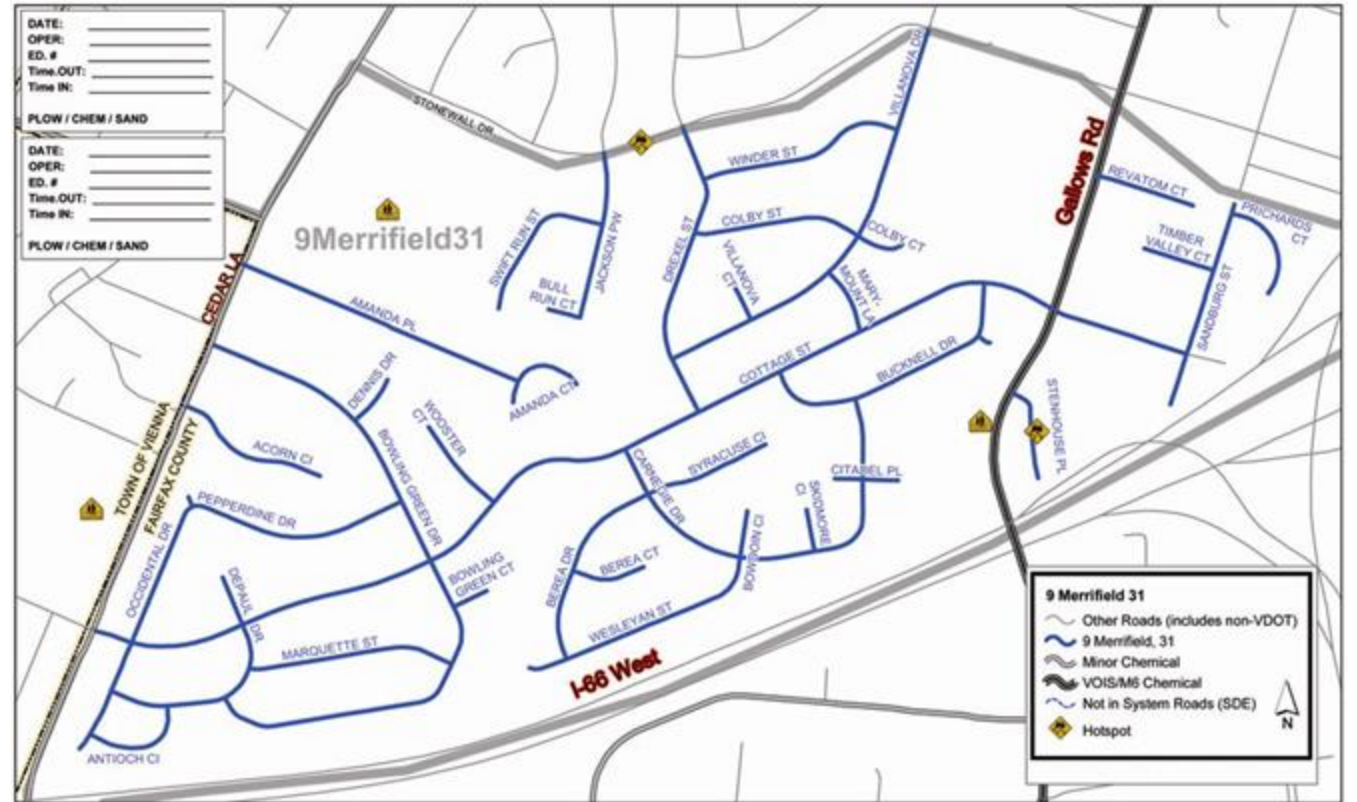 DATE:
OPER:
ED. #
Time.OUT:
Time IN:
PLOW / CHEM / SAND
DATE:
OPER:
ED. #
Time.OUT:
Time IN:
PLOW / CHEM / SAND
STONEWALL DR
VILLANOVA DR
WINDER ST
Gallows Rd
REVATOM CT
PRICHARDS
CT
TIMBER
VALLEY CT
SANDBURG ST
COLBY ST
COLBY CT
DREXEL ST
VILLANOVA
CT
MARY-
MOUNT LA
SWIFT RUN ST
JACKSON PW
BULL
RUN CT
9Merrifield31
CEDAR LA
AMANDA PL
AMANDA CT
COTTAGE ST
BUCKNELL DR
STENHOUSE PL
DENNIS DR
WOOSTER
CT
BOWLING GREEN DR
ACORN CI
TOWN OF VIENNA
FAIRFAX COUNTY
PEPPERDINE DR
OCCIDENTAL DR
CARNEGIE DR
SYRACUSE CI
CITADEL PL
SKIDMORE
CI
BOWDOIN CI
BOWLING
GREEN CT
BEREA DR
BEREA CT
WESLEYAN ST
DEPAUL DR
MARQUETTE ST
ANTIOCH CI
I-66 West
9 Merrifield 31
Other Roads (includes non-VDOT)
9 Merrifield, 31
Minor Chemical
VOIS/M6 Chemical
Not in System Roads (SDE)
Hotspot
N